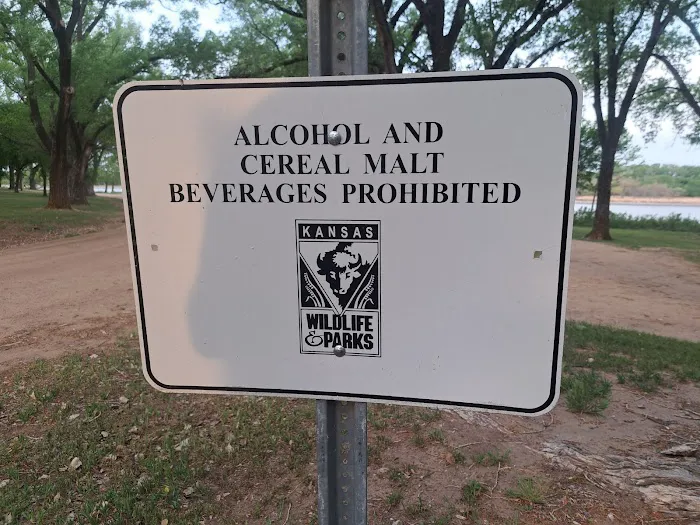 ALCOHOL AND
CEREAL MALT
BEVERAGES PROHIBITED
KANSAS
WILDLIFE
& PARKS